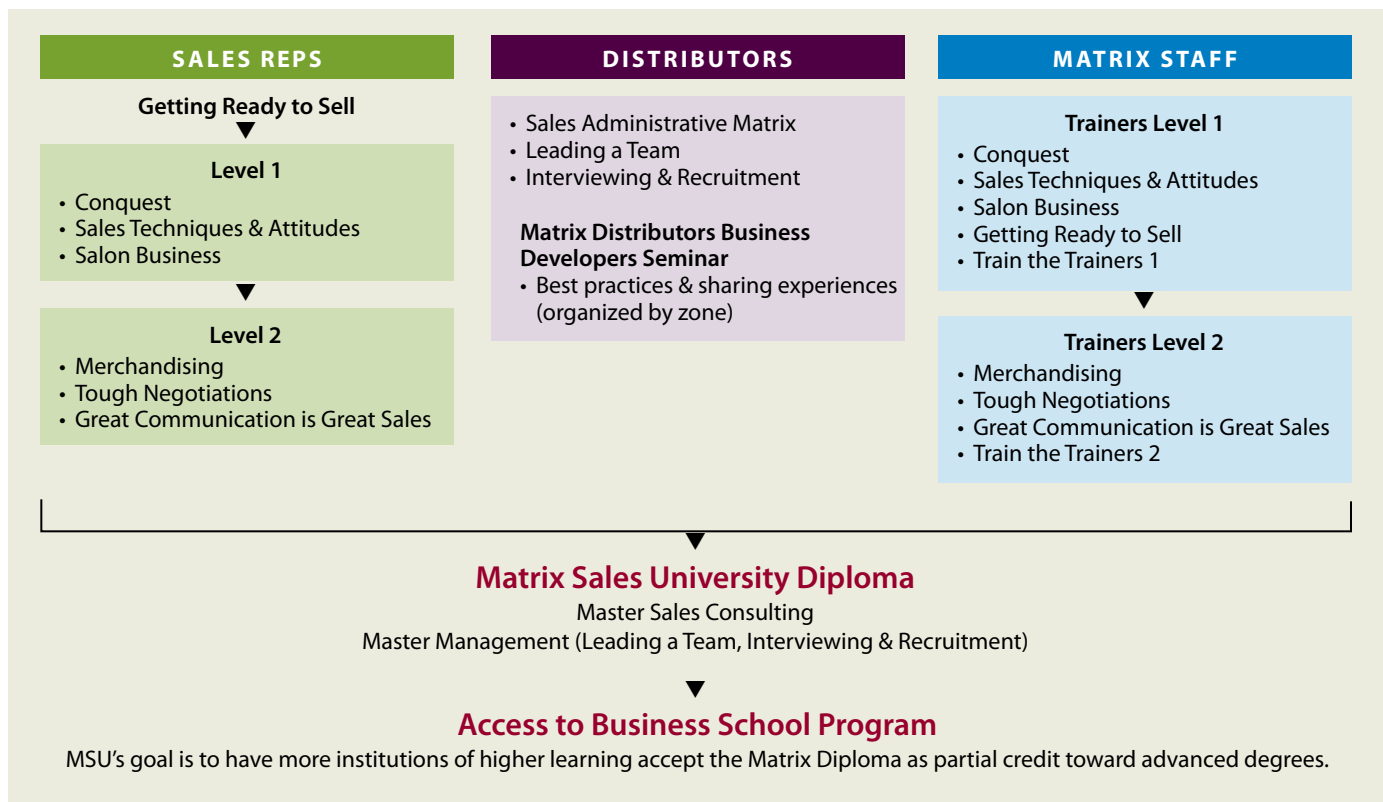 SALES REPS
Getting Ready to Sell
Level 1
• Conquest
• Sales Techniques & Attitudes
• Salon Business
Level 2
• Merchandising
• Tough Negotiations
• Great Communication is Great Sales
DISTRIBUTORS
• Sales Administrative Matrix
• Leading a Team
• Interviewing & Recruitment
Matrix Distributors Business
Developers Seminar
• Best practices & sharing experiences
(organized by zone)
MATRIX STAFF
Trainers Level 1
• Conquest
• Sales Techniques & Attitudes
• Salon Business
• Getting Ready to Sell
• Train the Trainers 1
Trainers Level 2
• Merchandising
• Tough Negotiations
• Great Communication is Great Sales
• Train the Trainers 2
Matrix Sales University Diploma
Master Sales Consulting
Master Management (Leading a Team, Interviewing & Recruitment)
Access to Business School Program
MSU’s goal is to have more institutions of higher learning accept the Matrix Diploma as partial credit toward advanced degrees.